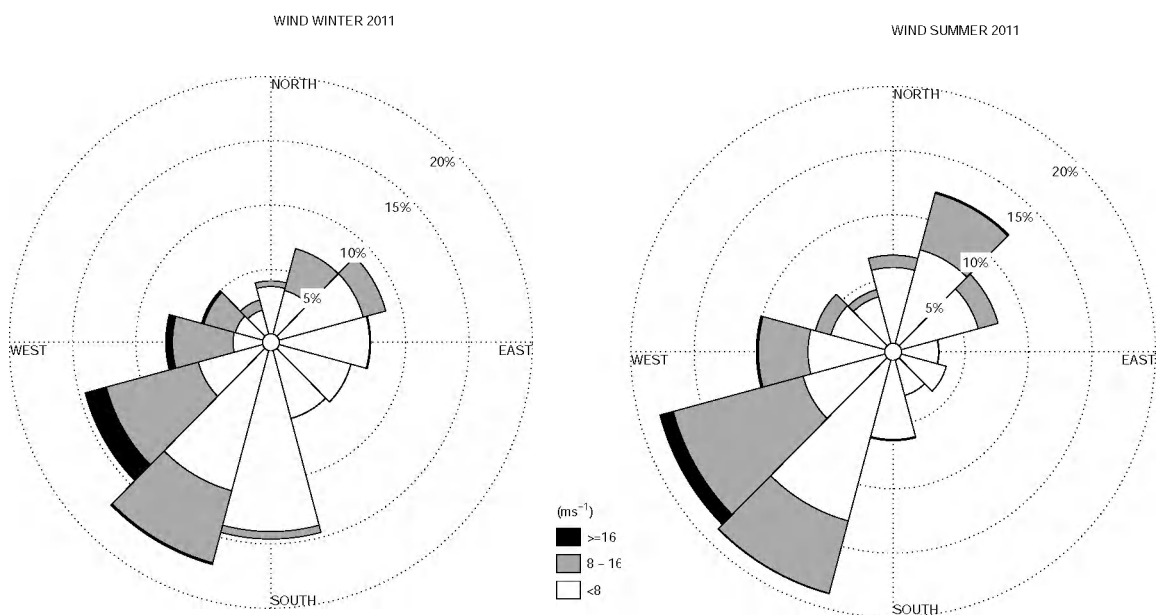 WIND WINTER 2011
NORTH
20%
15%
10%
5%
WEST
EAST
SOUTH
WIND SUMMER 2011
NORTH
20%
15%
10%
5%
WEST
EAST
SOUTH
(ms⁻¹)
>=16
8 – 16
<8